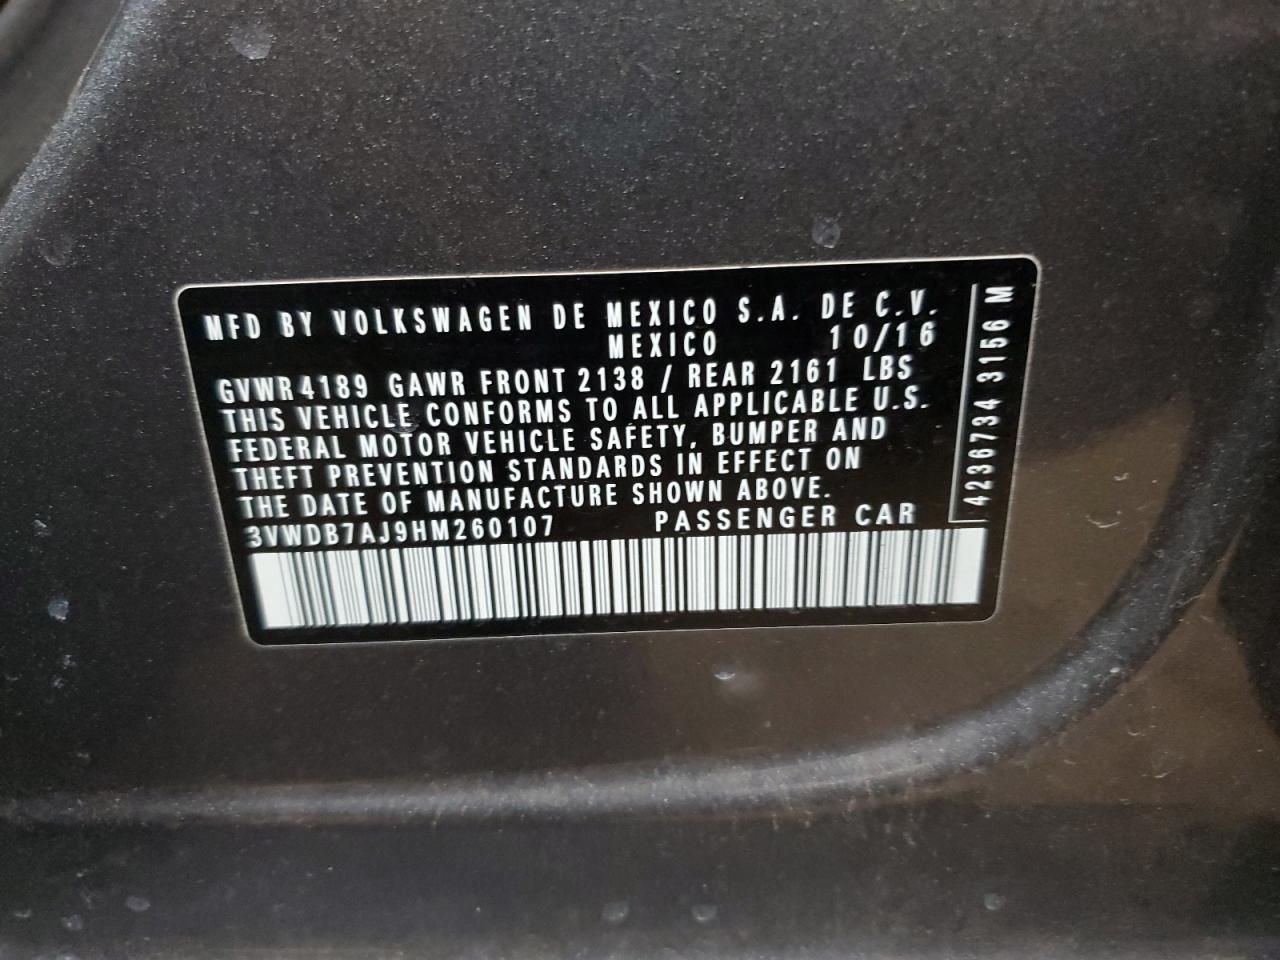 MFD BY VOLKSWAGEN DE MEXICO S.A. DE C.V.
MEXICO 10/16
GVWR 4189 GAWR FRONT 2138 / REAR 2161 LBS
THIS VEHICLE CONFORMS TO ALL APPLICABLE U.S.
FEDERAL MOTOR VEHICLE SAFETY, BUMPER AND
THEFT PREVENTION STANDARDS IN EFFECT ON
THE DATE OF MANUFACTURE SHOWN ABOVE.
3VWDB7AJ9HM260107 PASSENGER CAR
4236734 3156 M